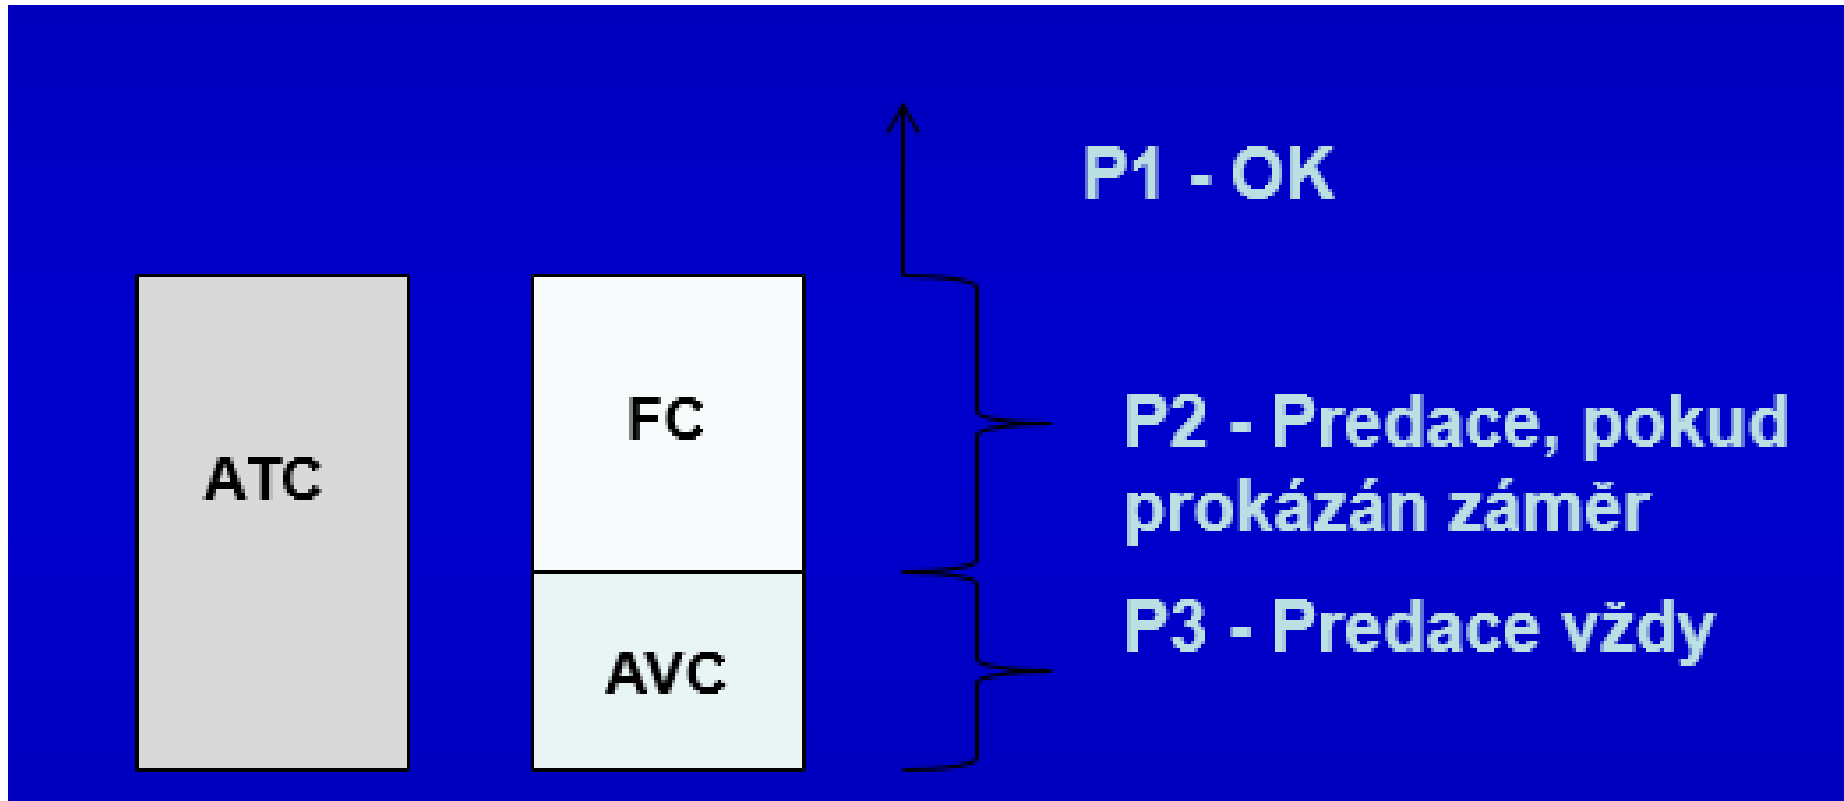 P1 - OK
ATC
FC
AVC
P2 - Predace, pokud
prokázán záměr
P3 - Predace vždy